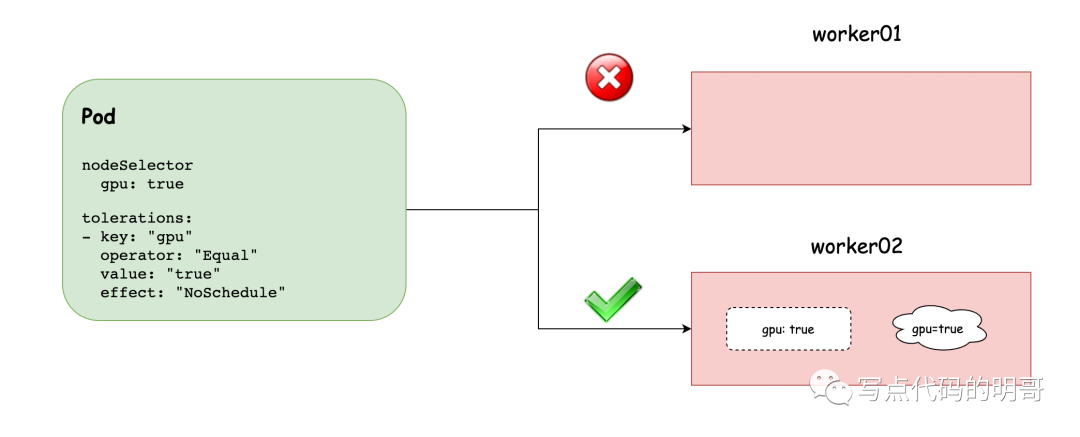 Pod
nodeSelector
  gpu: true
tolerations:
- key: "gpu"
  operator: "Equal"
  value: "true"
  effect: "NoSchedule"
worker01
worker02
gpu: true
gpu=true
写点代码的明哥